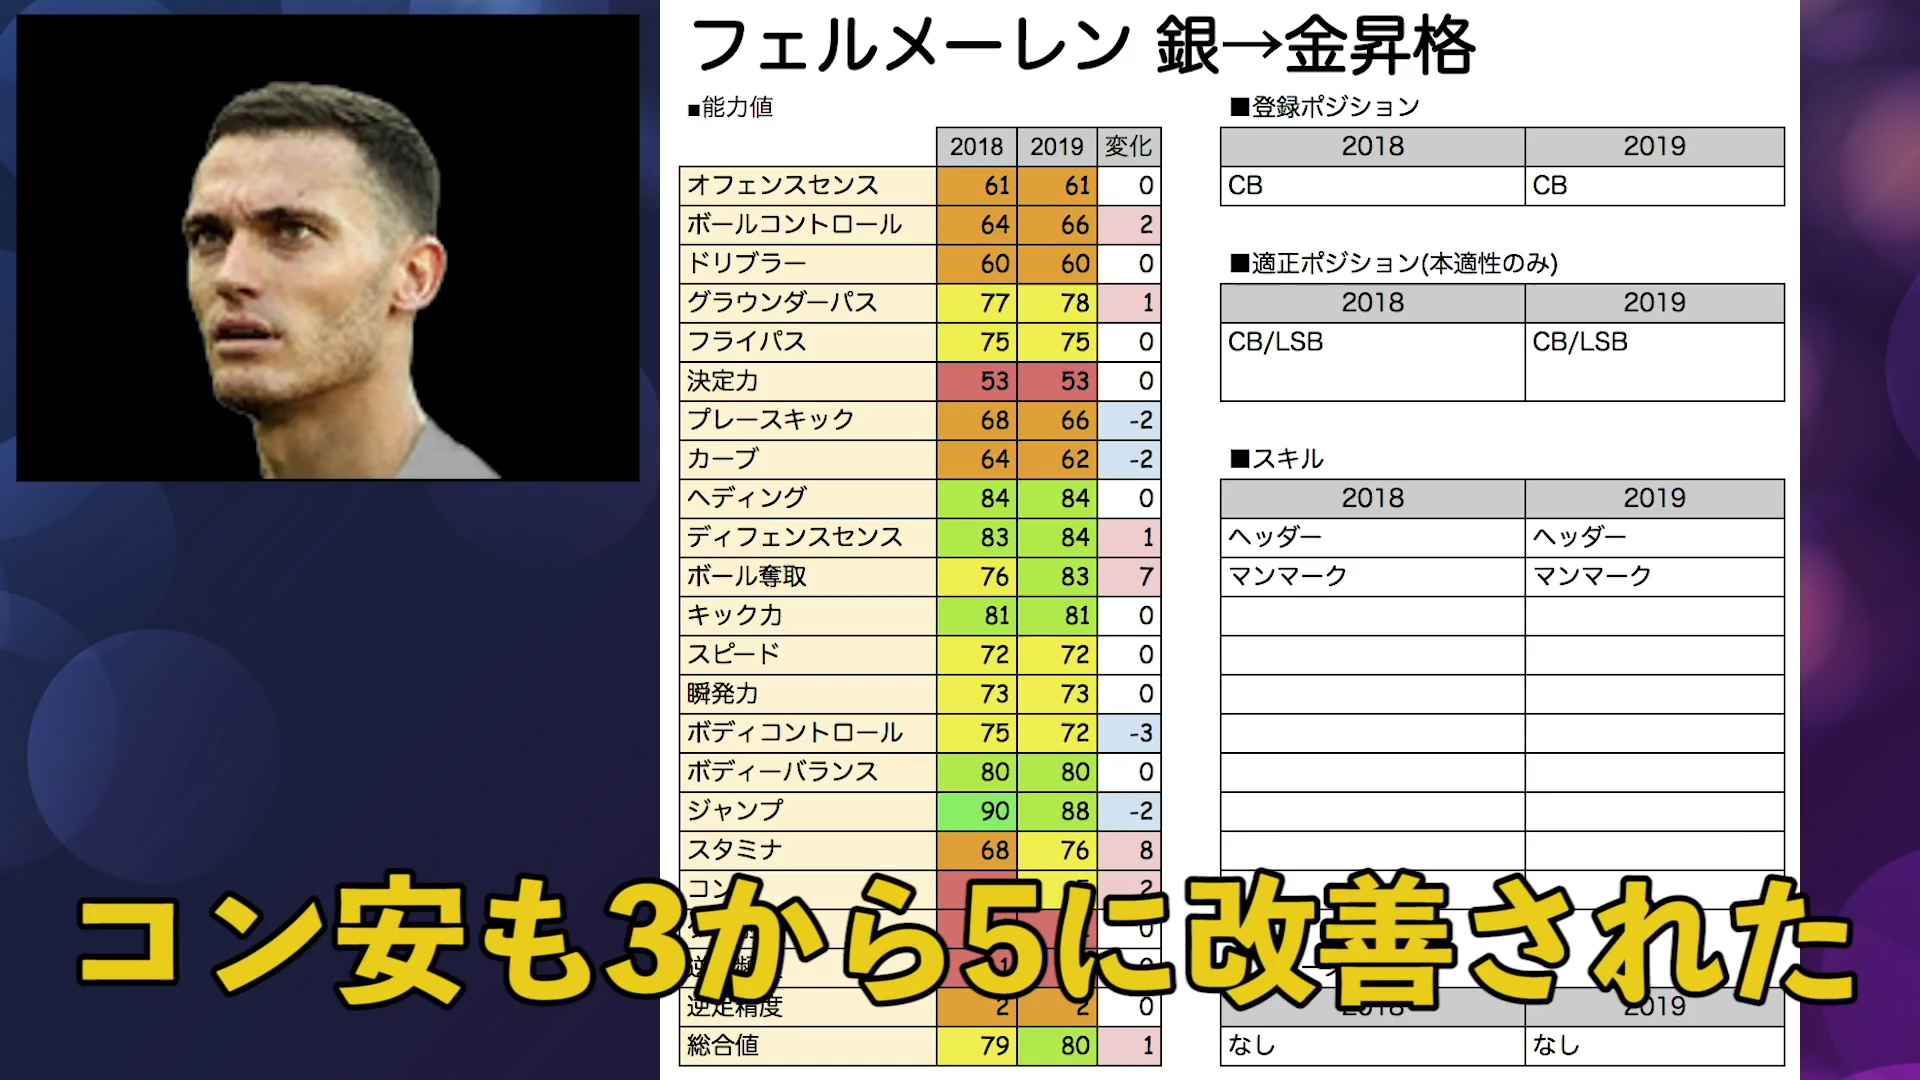 フェルメーレン 銀→金昇格
■能力値
2018 2019 変化
オフェンスセンス 61 61 0
ボールコントロール 64 66 2
ドリブラー 60 60 0
グラウンダーパス 77 78 1
フライパス 75 75 0
決定力 53 53 0
プレースキック 68 66 -2
カーブ 64 62 -2
ヘディング 84 84 0
ディフェンスセンス 83 84 1
ボール奪取 76 83 7
キック力 81 81 0
スピード 72 72 0
瞬発力 73 73 0
ボディコントロール 75 72 -3
ボディーバランス 80 80 0
ジャンプ 90 88 -2
スタミナ 68 76 8
コン 2
0
逆 1 0
逆足精度 2 2 0
総合値 79 80 1
■登録ポジション
2018 2019
CB CB
■適正ポジション(本適性のみ)
2018 2019
CB/LSB CB/LSB
■スキル
2018 2019
ヘッダー ヘッダー
マンマーク マンマーク
2018 2019
なし なし
コン安も3から5に改善された